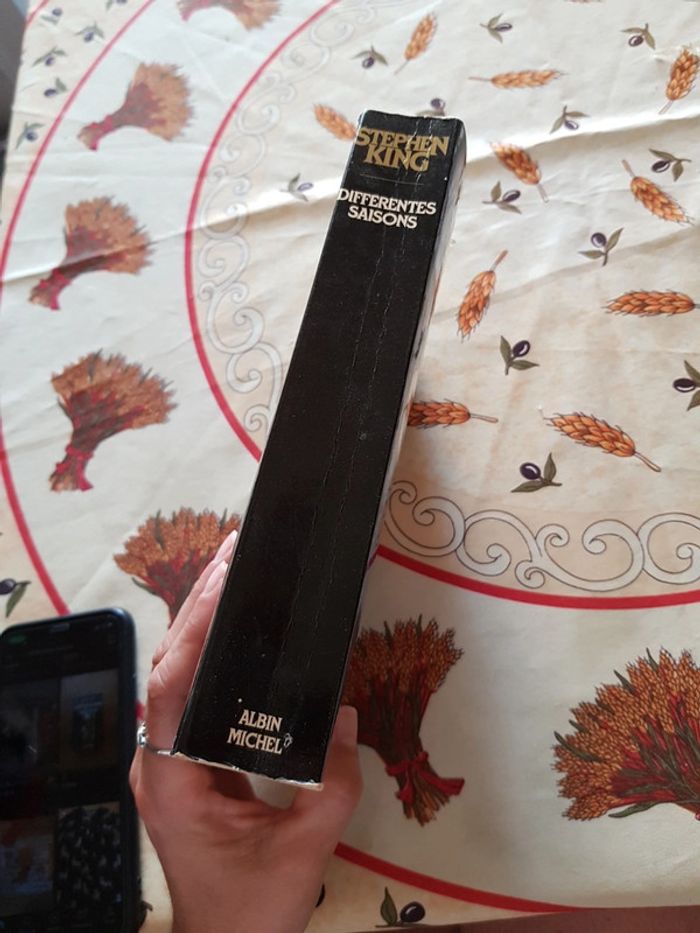 STEPHEN
KING
DIFFERENTES
SAISONS
ALBIN
MICHEL